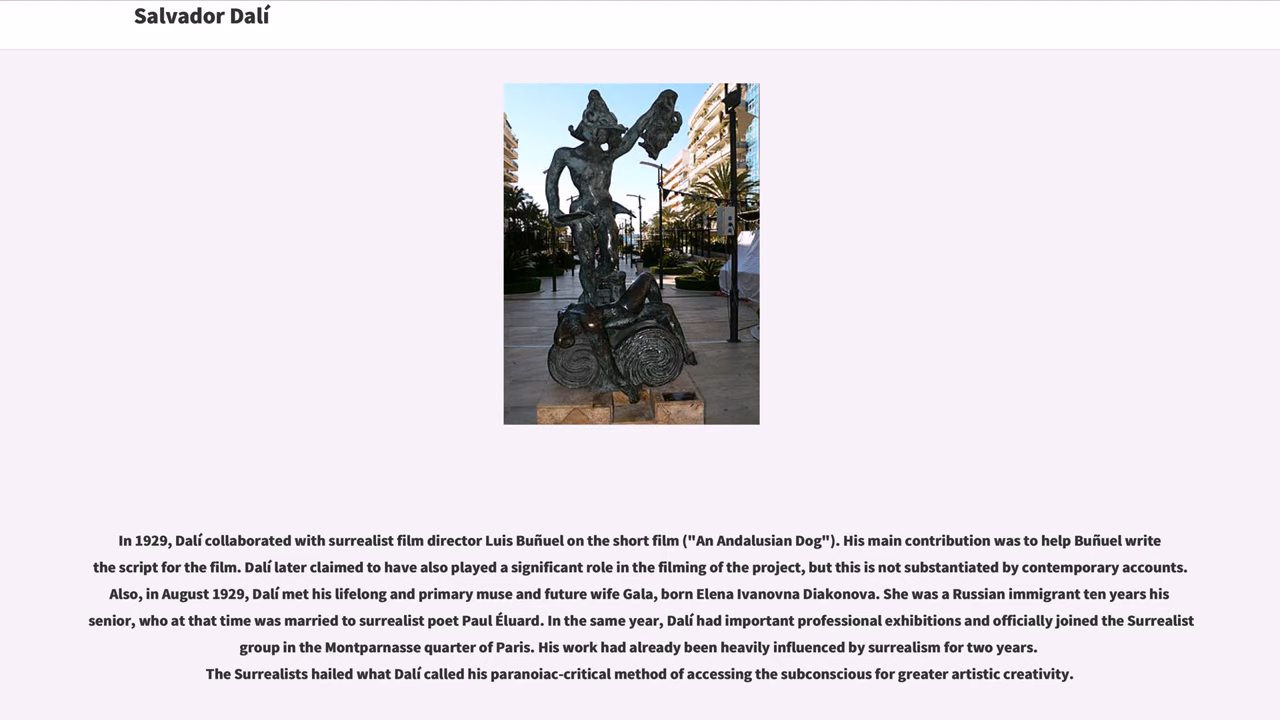 Salvador Dalí
In 1929, Dalí collaborated with surrealist film director Luis Buñuel on the short film ("An Andalusian Dog"). His main contribution was to help Buñuel write
the script for the film. Dalí later claimed to have also played a significant role in the filming of the project, but this is not substantiated by contemporary accounts.
Also, in August 1929, Dalí met his lifelong and primary muse and future wife Gala, born Elena Ivanovna Diakonova. She was a Russian immigrant ten years his
senior, who at that time was married to surrealist poet Paul Éluard. In the same year, Dalí had important professional exhibitions and officially joined the Surrealist
group in the Montparnasse quarter of Paris. His work had already been heavily influenced by surrealism for two years.
The Surrealists hailed what Dalí called his paranoiac-critical method of accessing the subconscious for greater artistic creativity.